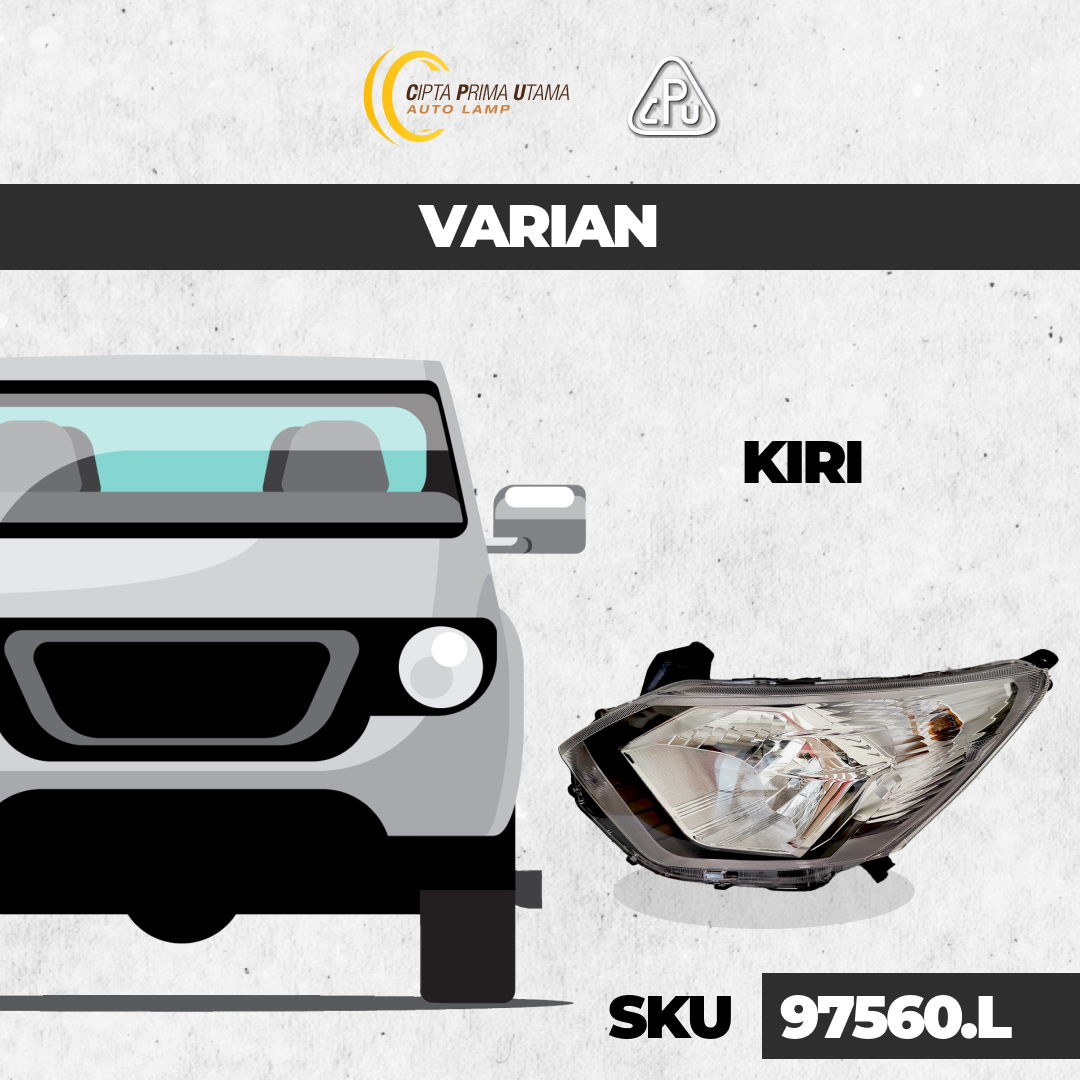 CIPTA PRIMA UTAMA
AUTO LAMP
CPU
VARIAN
KIRI
SKU 97560.L